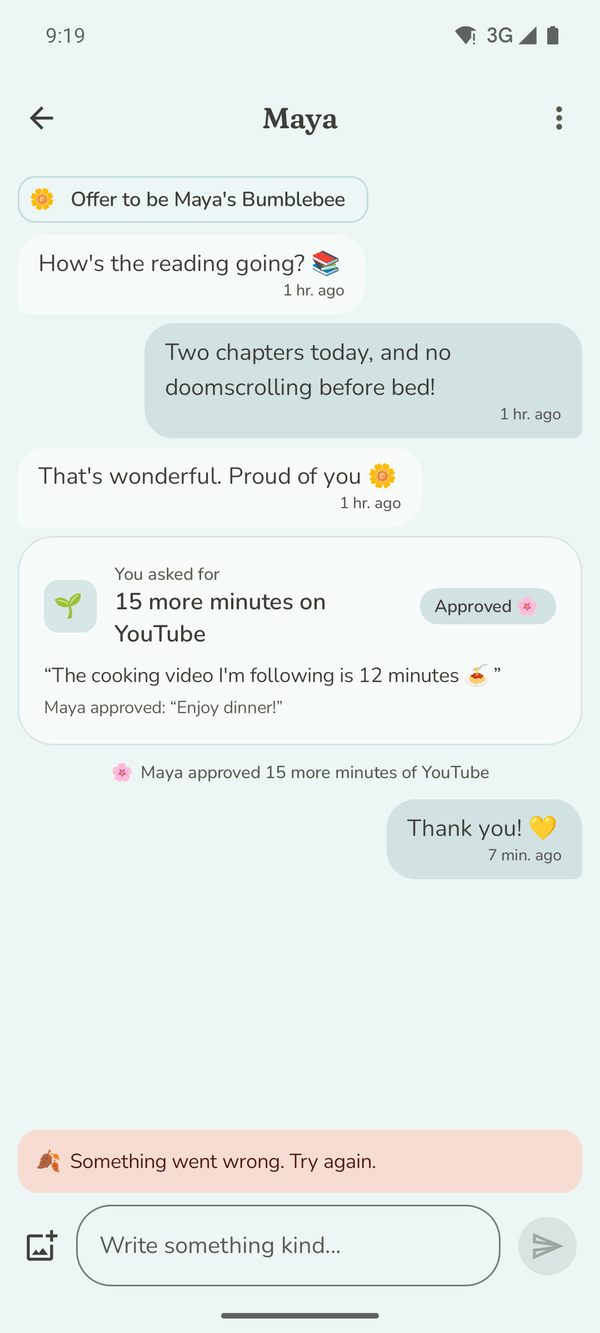 9:19
3G
Maya
🌼 Offer to be Maya's Bumblebee
How's the reading going? 📚
1 hr. ago
Two chapters today, and no
doomscrolling before bed!
1 hr. ago
That's wonderful. Proud of you 🌼
1 hr. ago
You asked for
15 more minutes on
YouTube
Approved 🌸
“The cooking video I'm following is 12 minutes 🍝 ”
Maya approved: “Enjoy dinner!”
🌸 Maya approved 15 more minutes of YouTube
Thank you! 💛
7 min. ago
🍂 Something went wrong. Try again.
Write something kind...